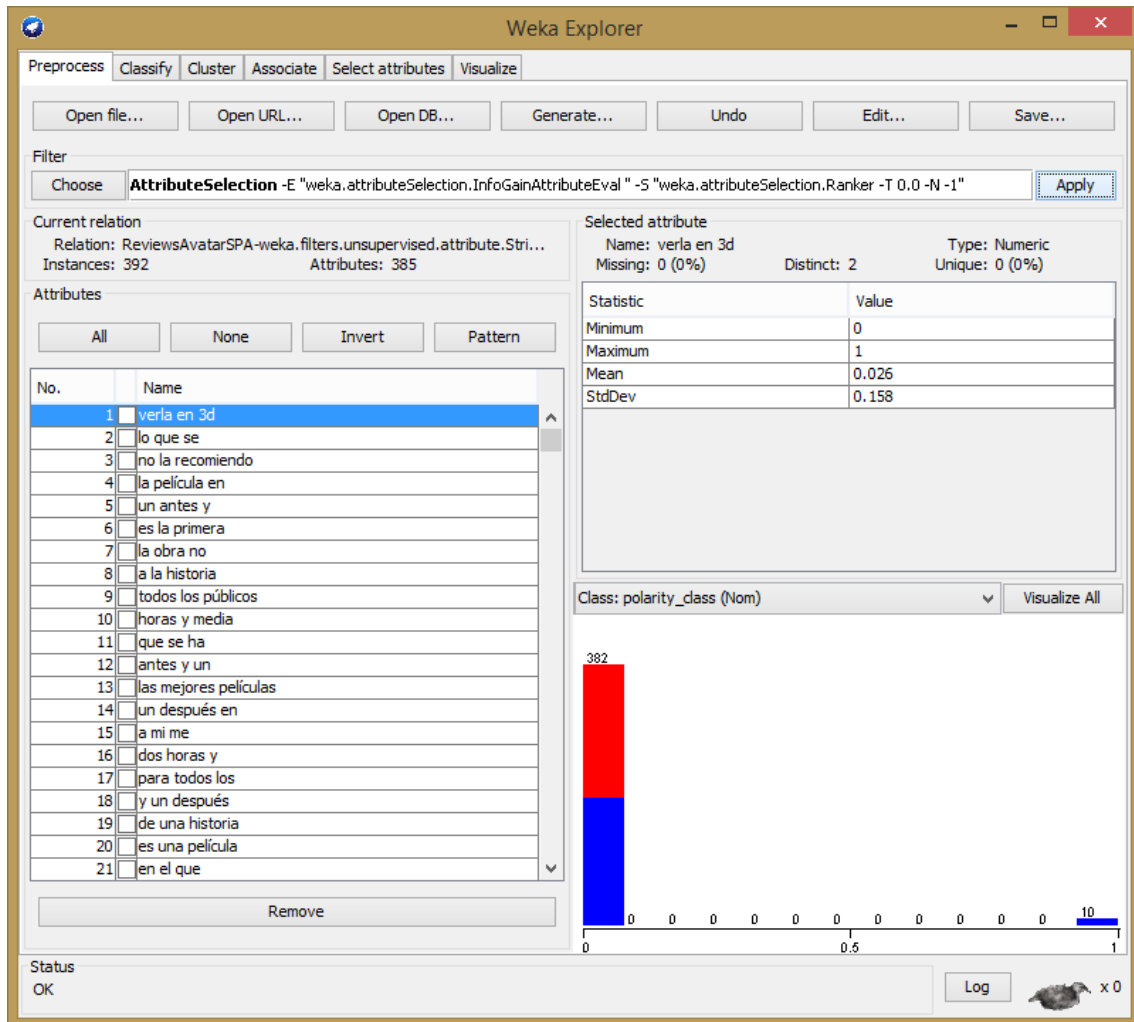 Weka Explorer
Preprocess Classify Cluster Associate Select attributes Visualize
Open file... Open URL... Open DB... Generate... Undo Edit... Save...
Filter
Choose AttributeSelection -E "weka.attributeSelection.InfoGainAttributeEval " -S "weka.attributeSelection.Ranker -T 0.0 -N -1" Apply
Current relation
Relation: ReviewsAvatarSPA-weka.filters.unsupervised.attribute.Stri...
Instances: 392 Attributes: 385
Attributes
All None Invert Pattern
No. Name
1 verla en 3d
2 lo que se
3 no la recomiendo
4 la película en
5 un antes y
6 es la primera
7 la obra no
8 a la historia
9 todos los públicos
10 horas y media
11 que se ha
12 antes y un
13 las mejores películas
14 un después en
15 a mi me
16 dos horas y
17 para todos los
18 y un después
19 de una historia
20 es una película
21 en el que
Remove
Selected attribute
Name: verla en 3d Type: Numeric
Missing: 0 (0%) Distinct: 2 Unique: 0 (0%)
Statistic Value
Minimum 0
Maximum 1
Mean 0.026
StdDev 0.158
Class: polarity_class (Nom) Visualize All
382
0 0 0 0 0 0 0 0 0 0 0 10
0 0.5 1
Status
OK
Log x 0